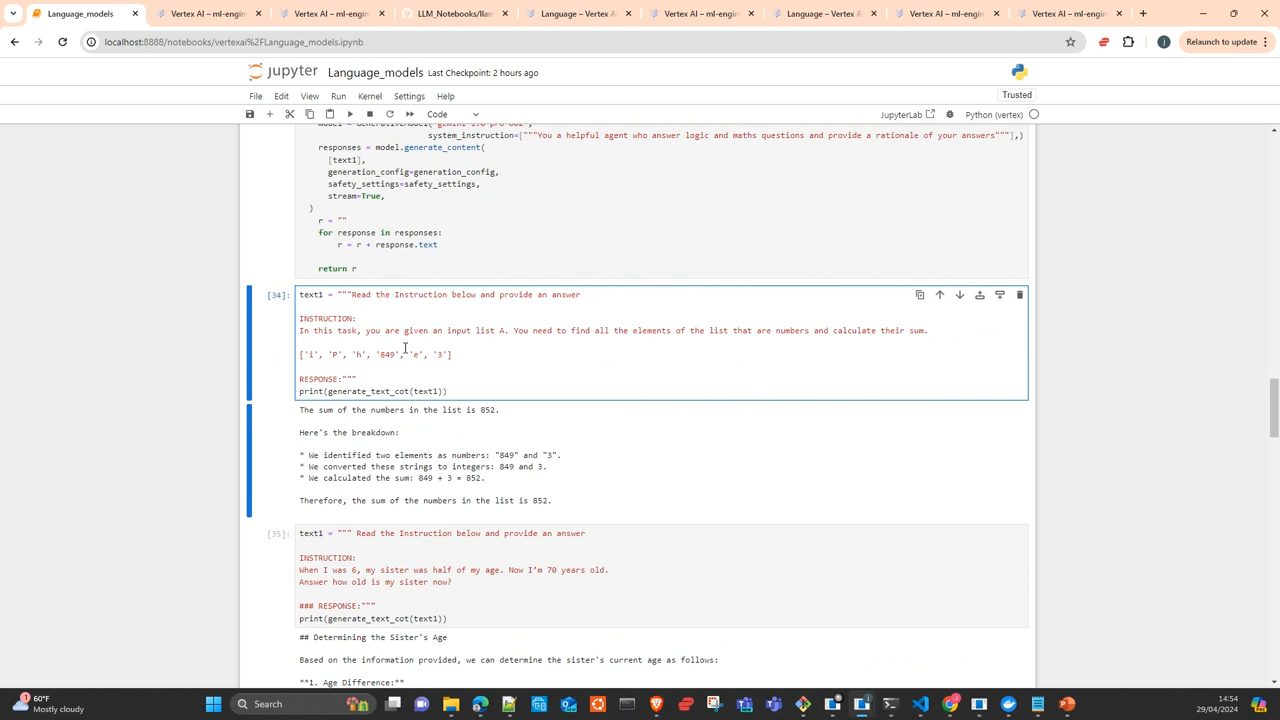 Language_models
Vertex AI – ml-engin
Vertex AI – ml-engin
LLM_Notebooks/llan
Language – Vertex A
Vertex AI – ml-engin
Language – Vertex A
Vertex AI – ml-engin
Vertex AI – ml-engin
localhost:8888/notebooks/vertexai%2FLanguage_models.ipynb
Relaunch to update
jupyter Language_models Last Checkpoint: 2 hours ago
File Edit View Run Kernel Settings Help
Trusted
Code
JupyterLab
Python (vertex)
system_instruction=["""You a helpful agent who answer logic and maths questions and provide a rationale of your answers"""],)
responses = model.generate_content(
[text1],
generation_config=generation_config,
safety_settings=safety_settings,
stream=True,
)
r = ""
for response in responses:
r = r + response.text
return r
[34]: text1 = """Read the Instruction below and provide an answer
INSTRUCTION:
In this task, you are given an input list A. You need to find all the elements of the list that are numbers and calculate their sum.
['i', 'P', 'h', '849', 'e', '3']
RESPONSE:"""
print(generate_text_cot(text1))
The sum of the numbers in the list is 852.
Here's the breakdown:
* We identified two elements as numbers: "849" and "3".
* We converted these strings to integers: 849 and 3.
* We calculated the sum: 849 + 3 = 852.
Therefore, the sum of the numbers in the list is 852.
[35]: text1 = """ Read the Instruction below and provide an answer
INSTRUCTION:
When I was 6, my sister was half of my age. Now I’m 70 years old.
Answer how old is my sister now?
### RESPONSE:"""
print(generate_text_cot(text1))
## Determining the Sister's Age
Based on the information provided, we can determine the sister's current age as follows:
**1. Age Difference:**
60°F
Mostly cloudy
Search
14:54
29/04/2024